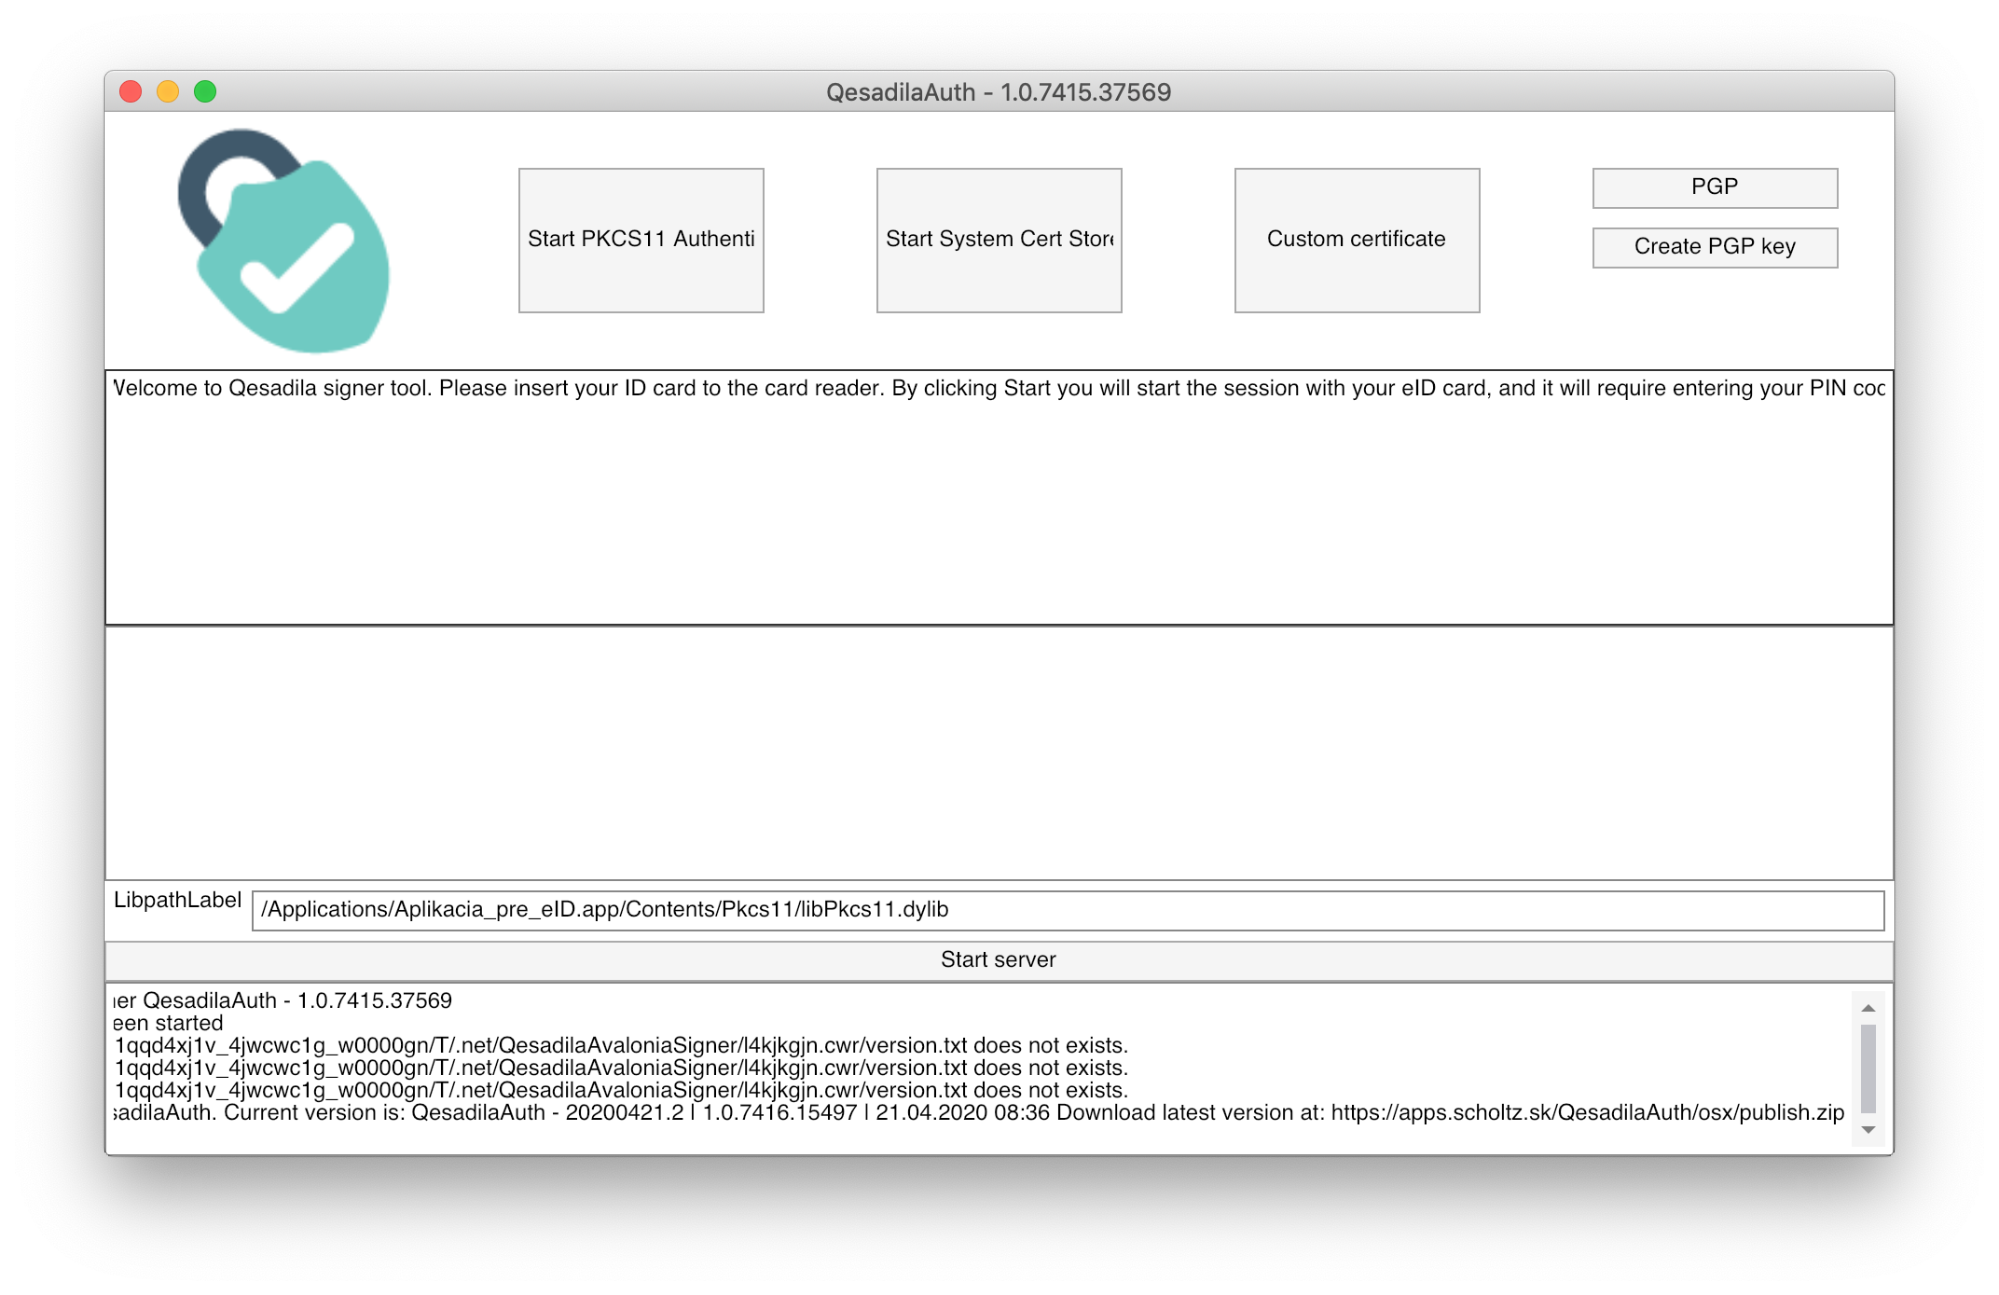 QesadilaAuth - 1.0.7415.37569
Start PKCS11 Authenti
Start System Cert Store
Custom certificate
PGP
Create PGP key
Welcome to Qesadila signer tool. Please insert your ID card to the card reader. By clicking Start you will start the session with your eID card, and it will require entering your PIN coc
LibpathLabel
/Applications/Aplikacia_pre_eID.app/Contents/Pkcs11/libPkcs11.dylib
Start server
er QesadilaAuth - 1.0.7415.37569
een started
1qqd4xj1v_4jwcwc1g_w0000gn/T/.net/QesadilaAvaloniaSigner/l4kjkgjn.cwr/version.txt does not exists.
1qqd4xj1v_4jwcwc1g_w0000gn/T/.net/QesadilaAvaloniaSigner/l4kjkgjn.cwr/version.txt does not exists.
1qqd4xj1v_4jwcwc1g_w0000gn/T/.net/QesadilaAvaloniaSigner/l4kjkgjn.cwr/version.txt does not exists.
sadilaAuth. Current version is: QesadilaAuth - 20200421.2 | 1.0.7416.15497 | 21.04.2020 08:36 Download latest version at: https://apps.scholtz.sk/QesadilaAuth/osx/publish.zip